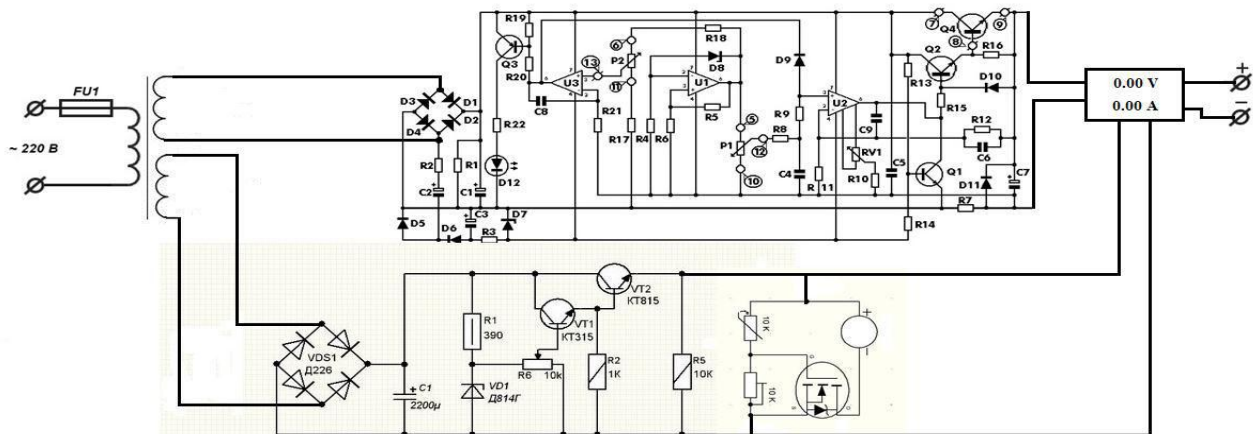 FU1
~ 220 В
D3
D1
D4
D2
R2
R1
C2
C1
D5
D6
C3
R3
D7
R19
Q3
R20
C8
R22
D12
U3
13
6
P2
11
R21
R17
R4
R6
R18
D8
U1
R5
5
P1
12
10
R8
D9
R9
C4
U2
R 11
RV1
R10
C9
C5
R13
R14
Q2
Q4
7
8
9
R16
D10
R15
R12
C6
Q1
D11
C7
R7
0.00 V
0.00 A
+
−
VDS1
Д226
C1
2200µ
R1
390
VD1
Д814Г
R6
10k
VT1
КТ315
VT2
КТ815
R2
1К
R5
10К
10 K
10 K
+
−